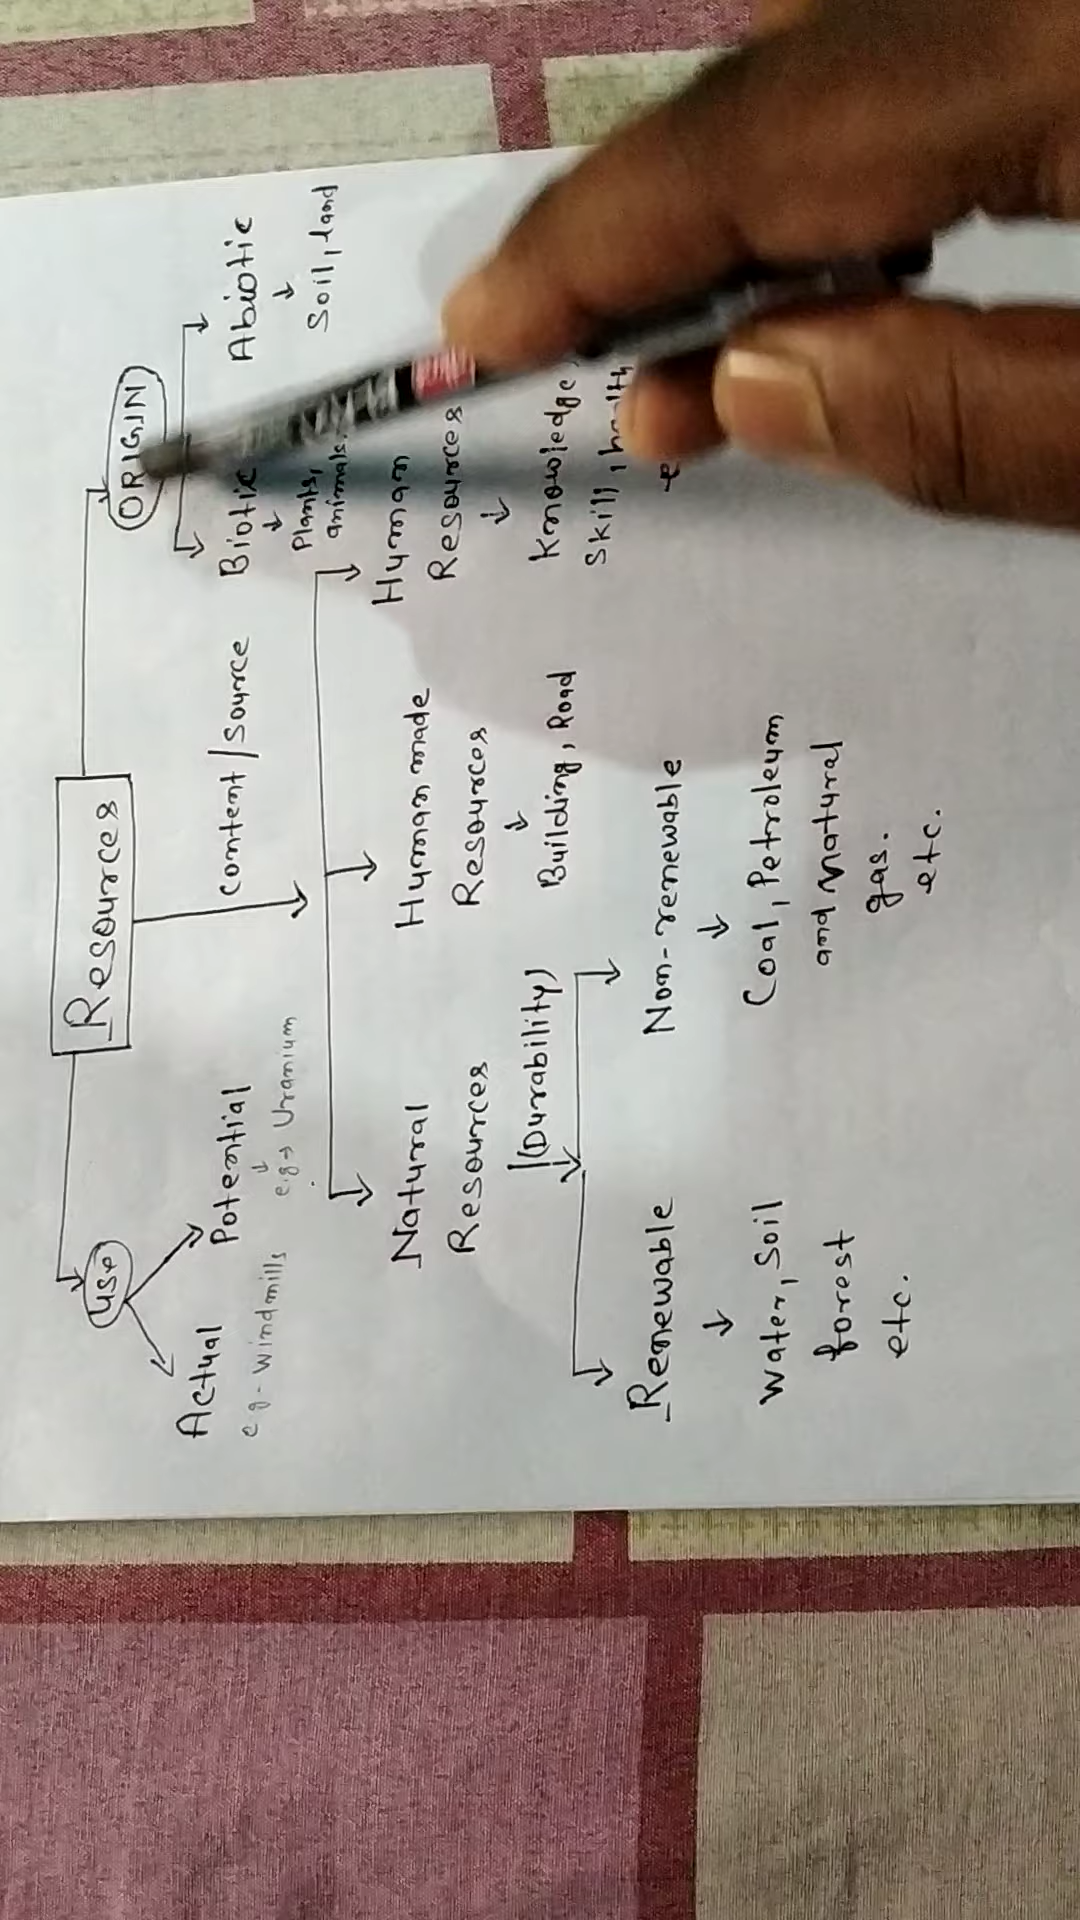 Resources
use
content/source
ORIGIN
Actual
e.g - windmills
Potential
e.g → Uranium
Biotic
Plants,
animals.
Abiotic
Soil, land
Natural
Resources
Human made
Resources
Building, Road
Human
Resources
Knowledge,
Skill, health
(Durability)
Renewable
Water, Soil
forest
etc.
Non-renewable
Coal, Petroleum
and natural
gas.
etc.